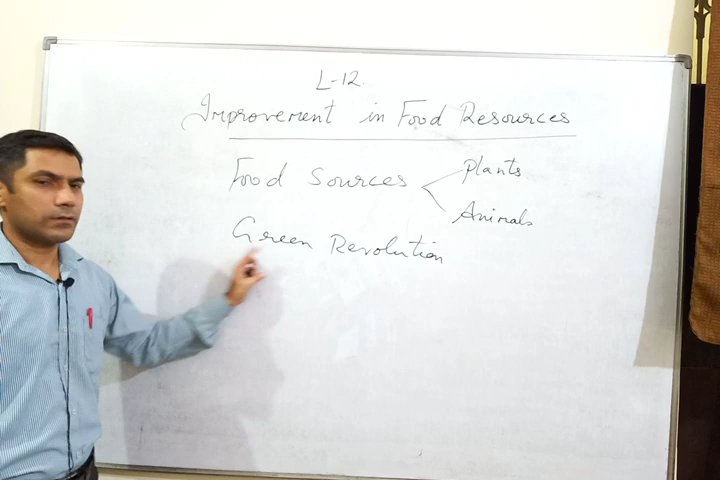 L-12.
Improvement in Food Resources
Food Sources
Plants
Animals
Green Revolution